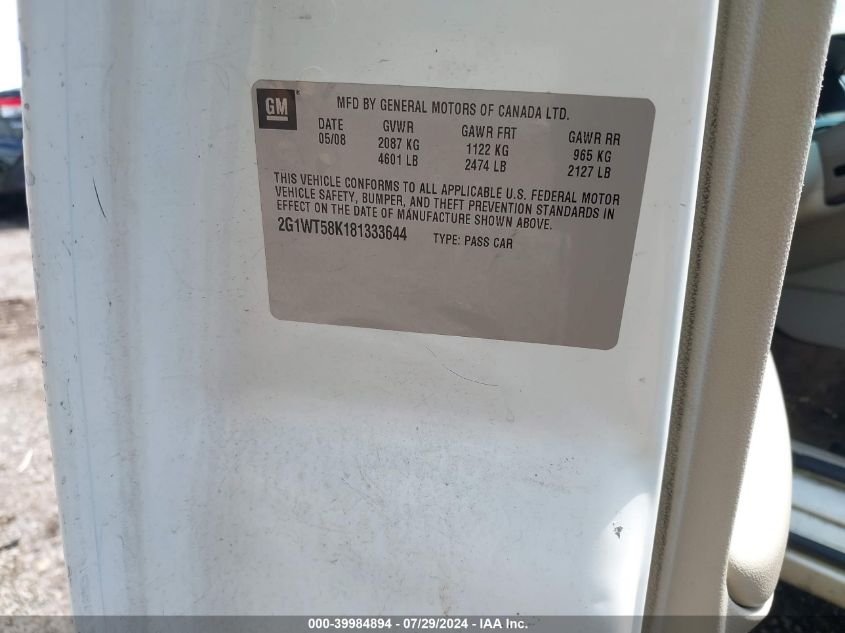 GM
MFD BY GENERAL MOTORS OF CANADA LTD.
DATE GVWR GAWR FRT GAWR RR
05/08 2087 KG 1122 KG 965 KG
4601 LB 2474 LB 2127 LB
THIS VEHICLE CONFORMS TO ALL APPLICABLE U.S. FEDERAL MOTOR
VEHICLE SAFETY, BUMPER, AND THEFT PREVENTION STANDARDS IN
EFFECT ON THE DATE OF MANUFACTURE SHOWN ABOVE.
2G1WT58K181333644 TYPE: PASS CAR
000-39984894 - 07/29/2024 - IAA Inc.